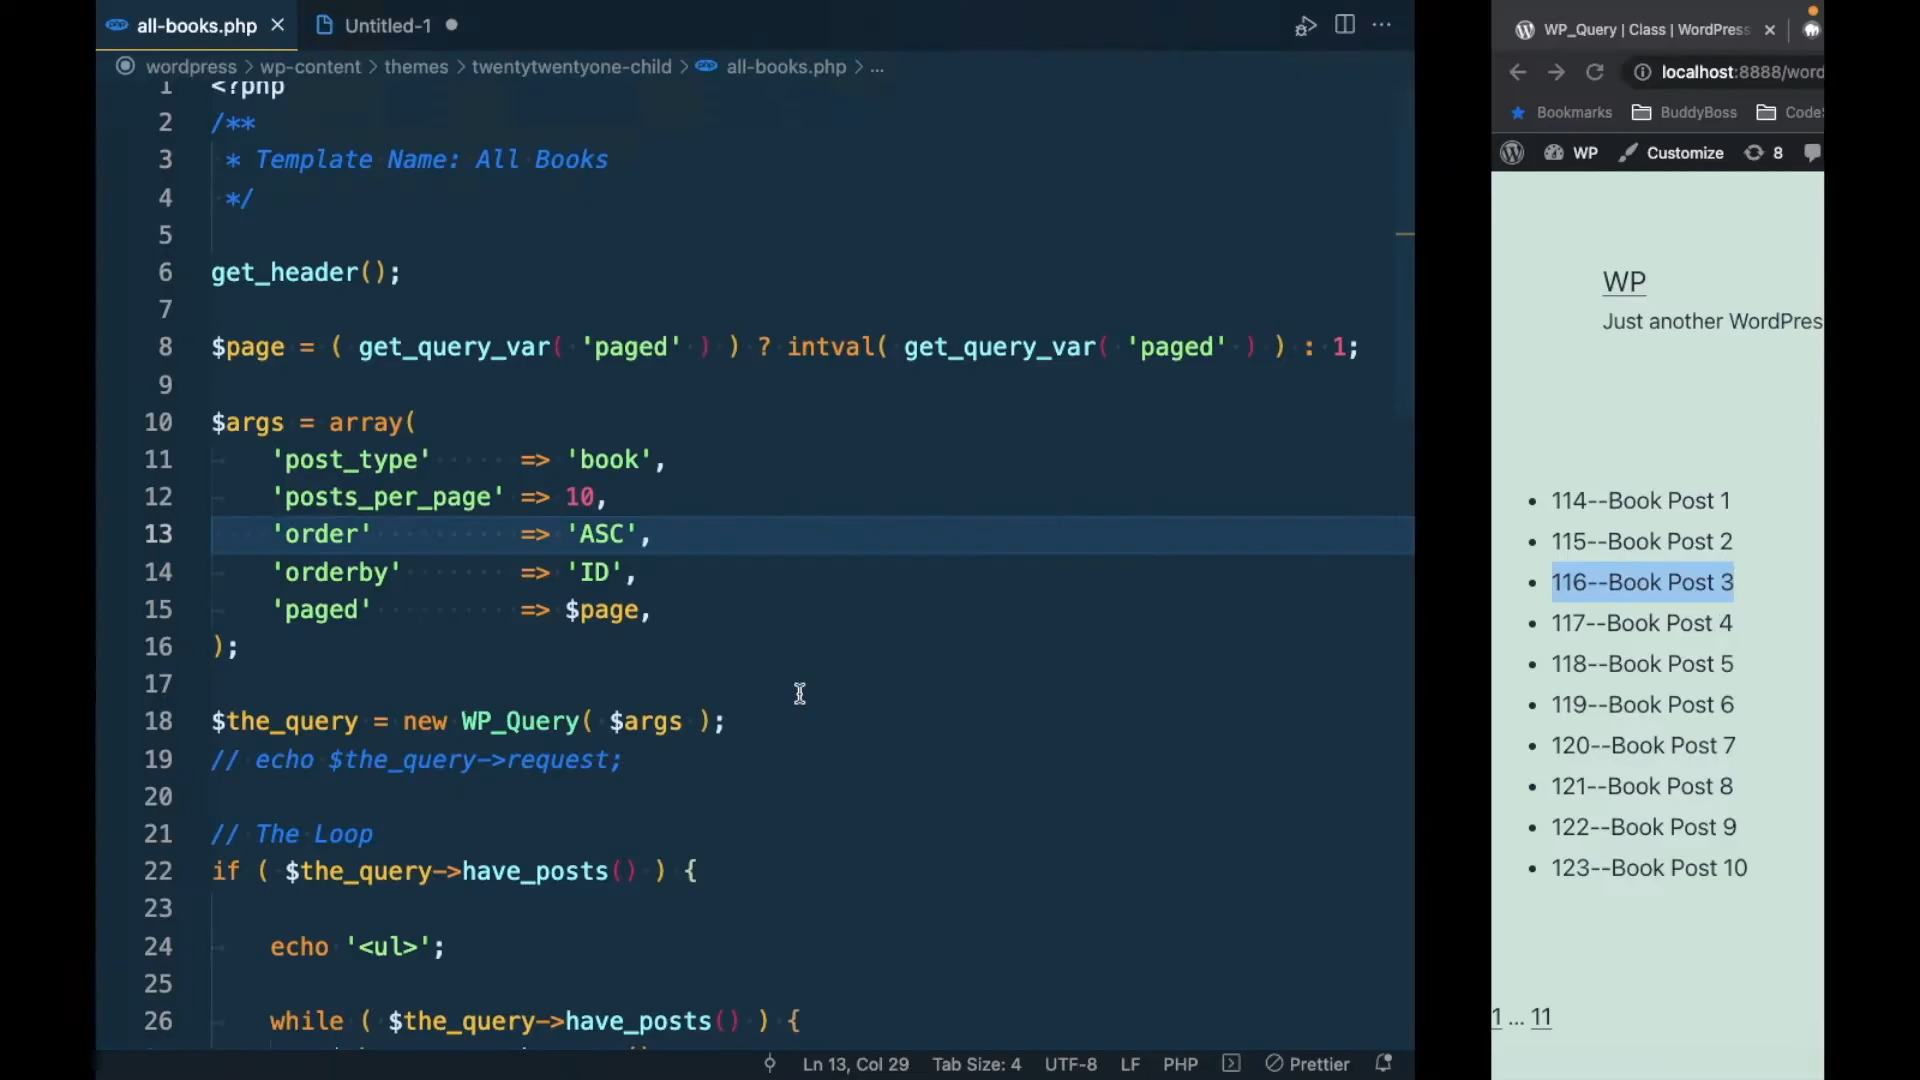 all-books.php
Untitled-1
wordpress > wp-content > themes > twentytwentyone-child > all-books.php > ...
1 <?php
2 /**
3 * Template Name: All Books
4 */
5
6 get_header();
7
8 $page = ( get_query_var( 'paged' ) ) ? intval( get_query_var( 'paged' ) ) : 1;
9
10 $args = array(
11 'post_type' => 'book',
12 'posts_per_page' => 10,
13 'order' => 'ASC',
14 'orderby' => 'ID',
15 'paged' => $page,
16 );
17
18 $the_query = new WP_Query( $args );
19 // echo $the_query->request;
20
21 // The Loop
22 if ( $the_query->have_posts() ) {
23
24 echo '<ul>';
25
26 while ( $the_query->have_posts() ) {
Ln 13, Col 29 Tab Size: 4 UTF-8 LF PHP Prettier
WP_Query | Class | WordPress
localhost:8888/word
Bookmarks BuddyBoss Code
WP Customize 8
WP
Just another WordPres
114--Book Post 1
115--Book Post 2
116--Book Post 3
117--Book Post 4
118--Book Post 5
119--Book Post 6
120--Book Post 7
121--Book Post 8
122--Book Post 9
123--Book Post 10
1 ... 11